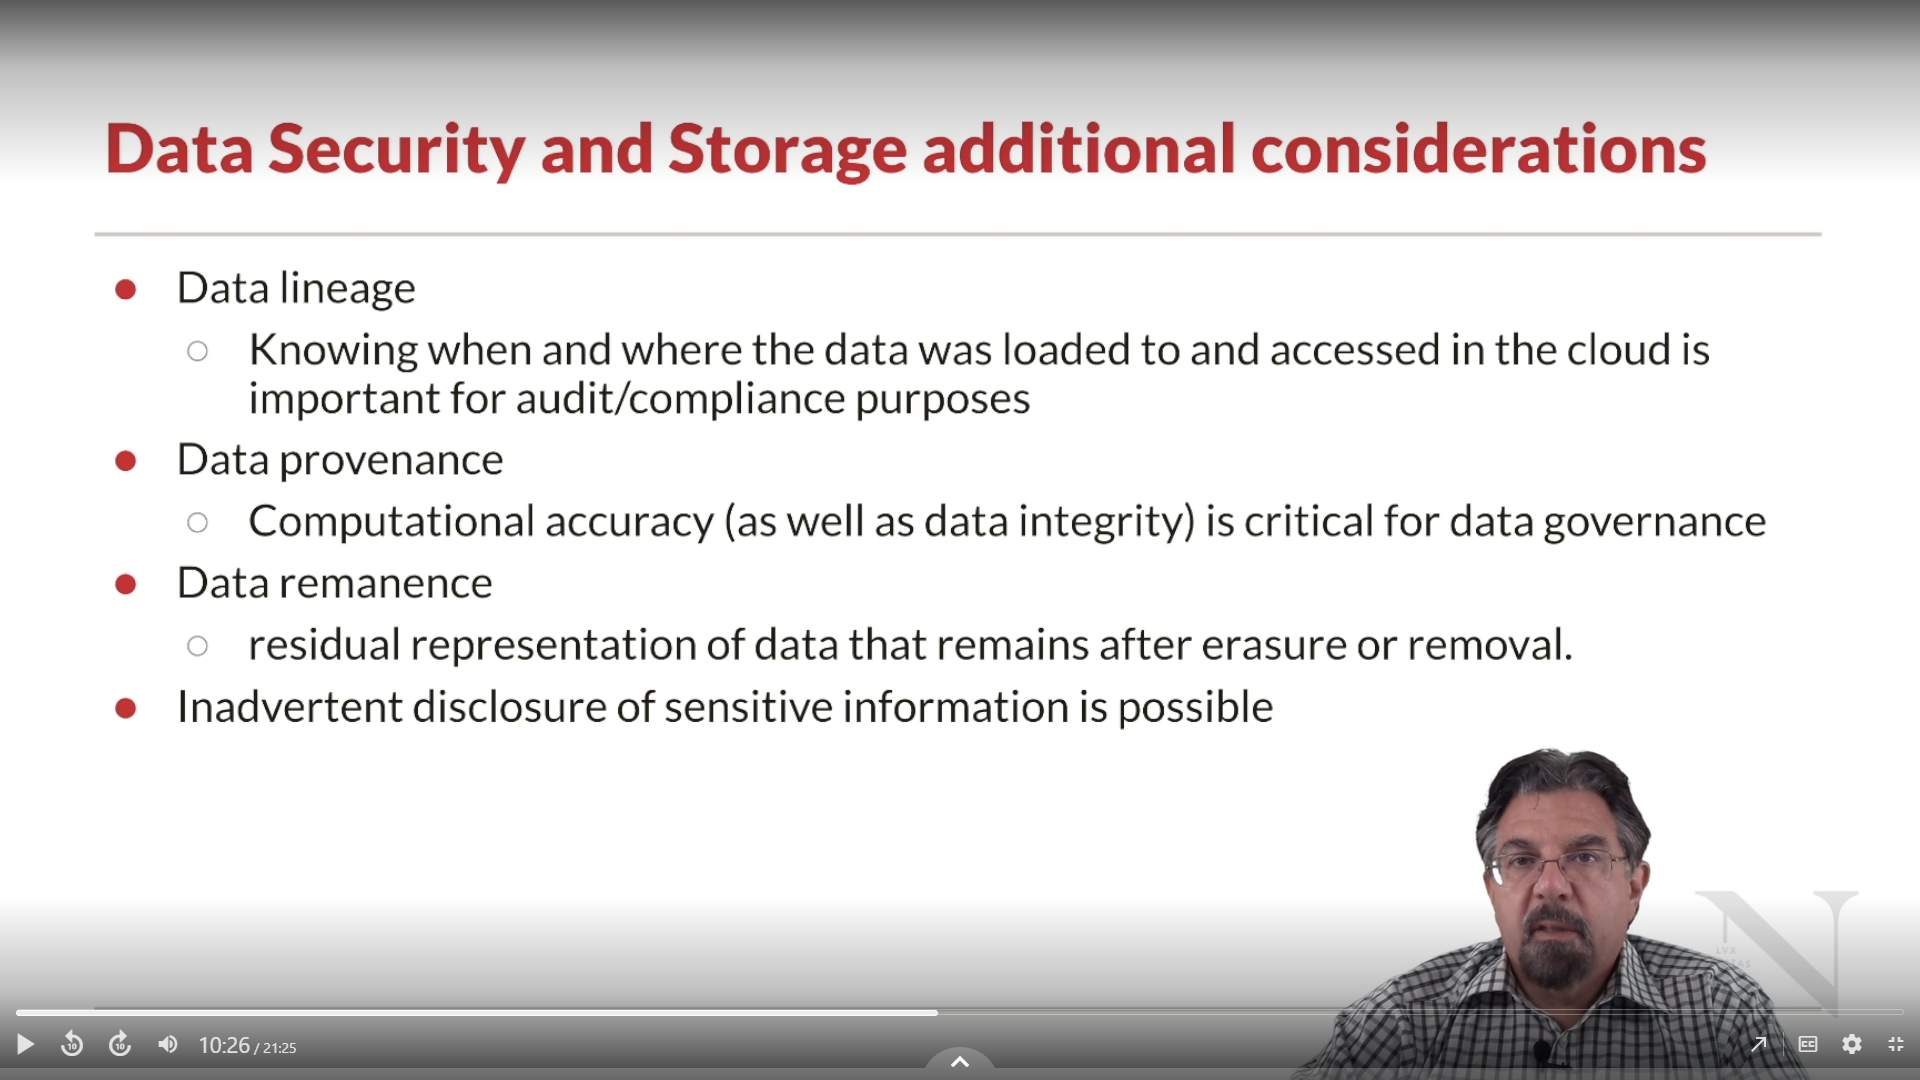 Data Security and Storage additional considerations
● Data lineage
○ Knowing when and where the data was loaded to and accessed in the cloud is
important for audit/compliance purposes
● Data provenance
○ Computational accuracy (as well as data integrity) is critical for data governance
● Data remanence
○ residual representation of data that remains after erasure or removal.
● Inadvertent disclosure of sensitive information is possible
N
LVX
10 10 10:26 / 21:25 CC